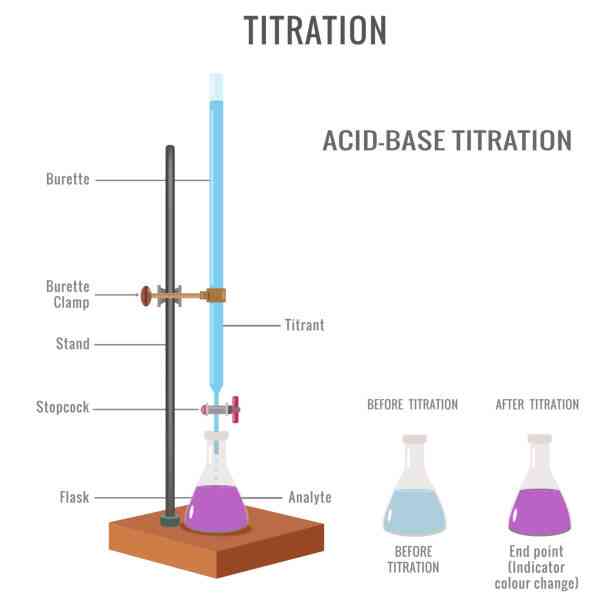 TITRATION
ACID-BASE TITRATION
Burette
Burette
Clamp
Titrant
Stand
Stopcock
Flask
Analyte
BEFORE TITRATION
AFTER TITRATION
BEFORE
TITRATION
End point
(Indicator
colour change)